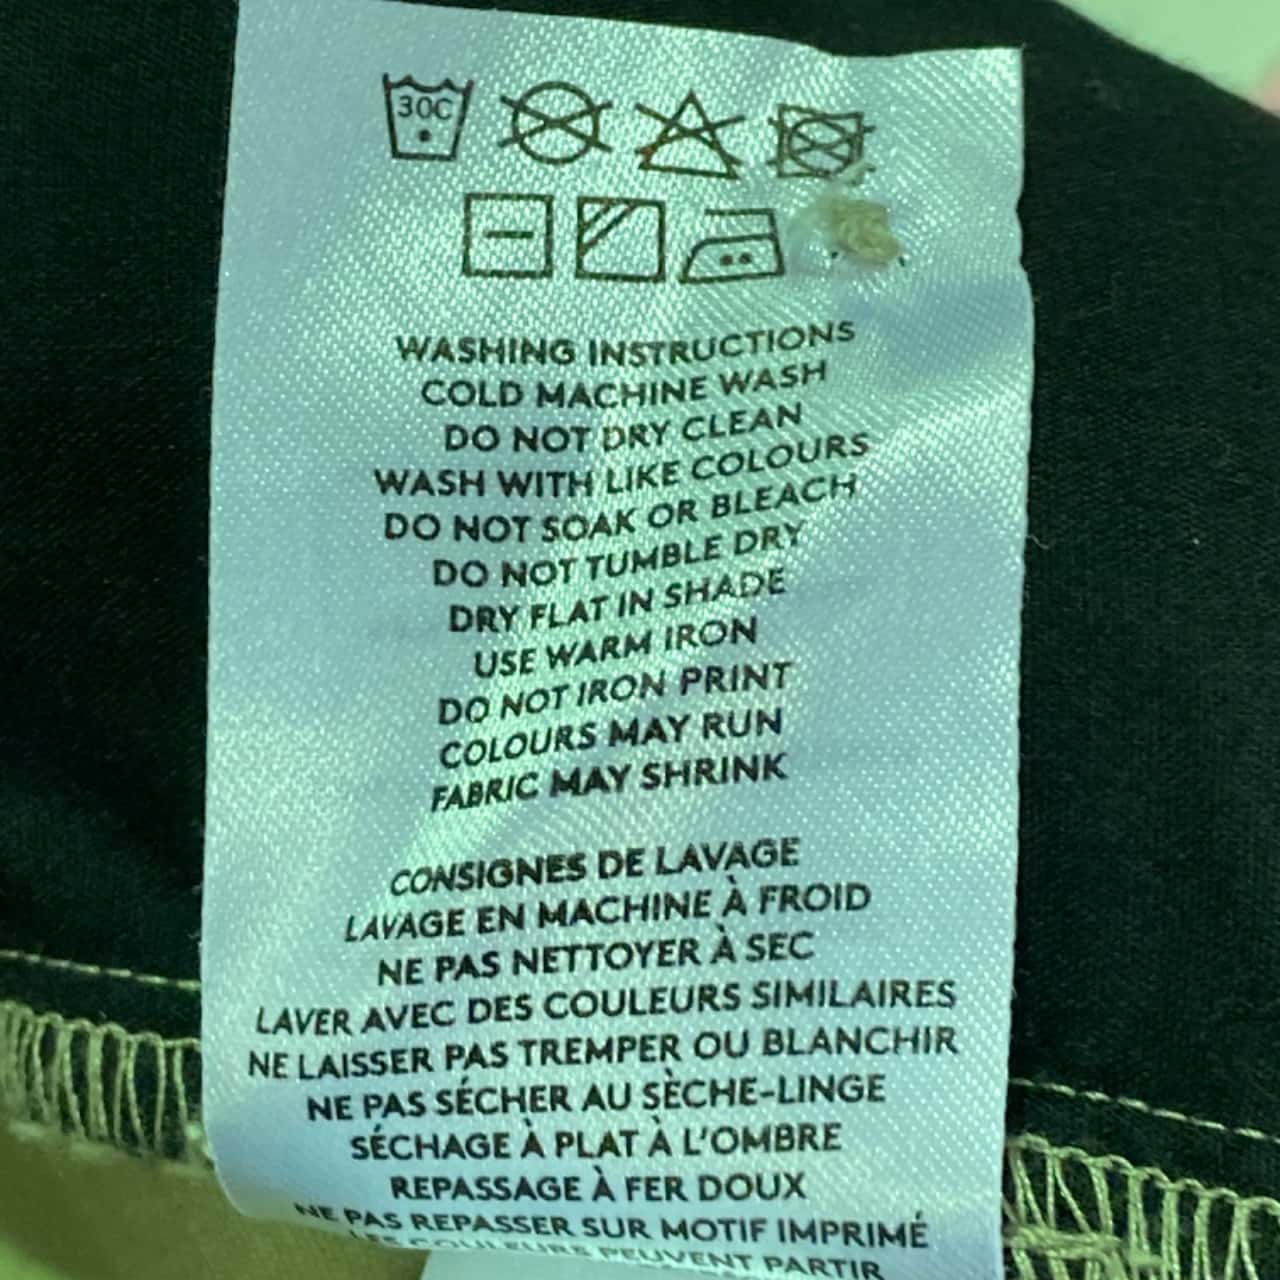 30C
WASHING INSTRUCTIONS
COLD MACHINE WASH
DO NOT DRY CLEAN
WASH WITH LIKE COLOURS
DO NOT SOAK OR BLEACH
DO NOT TUMBLE DRY
DRY FLAT IN SHADE
USE WARM IRON
DO NOT IRON PRINT
COLOURS MAY RUN
FABRIC MAY SHRINK
CONSIGNES DE LAVAGE
LAVAGE EN MACHINE À FROID
NE PAS NETTOYER À SEC
LAVER AVEC DES COULEURS SIMILAIRES
NE LAISSER PAS TREMPER OU BLANCHIR
NE PAS SÉCHER AU SÈCHE-LINGE
SÉCHAGE À PLAT À L'OMBRE
REPASSAGE À FER DOUX
NE PAS REPASSER SUR MOTIF IMPRIMÉ
LES COULEURS PEUVENT PARTIR